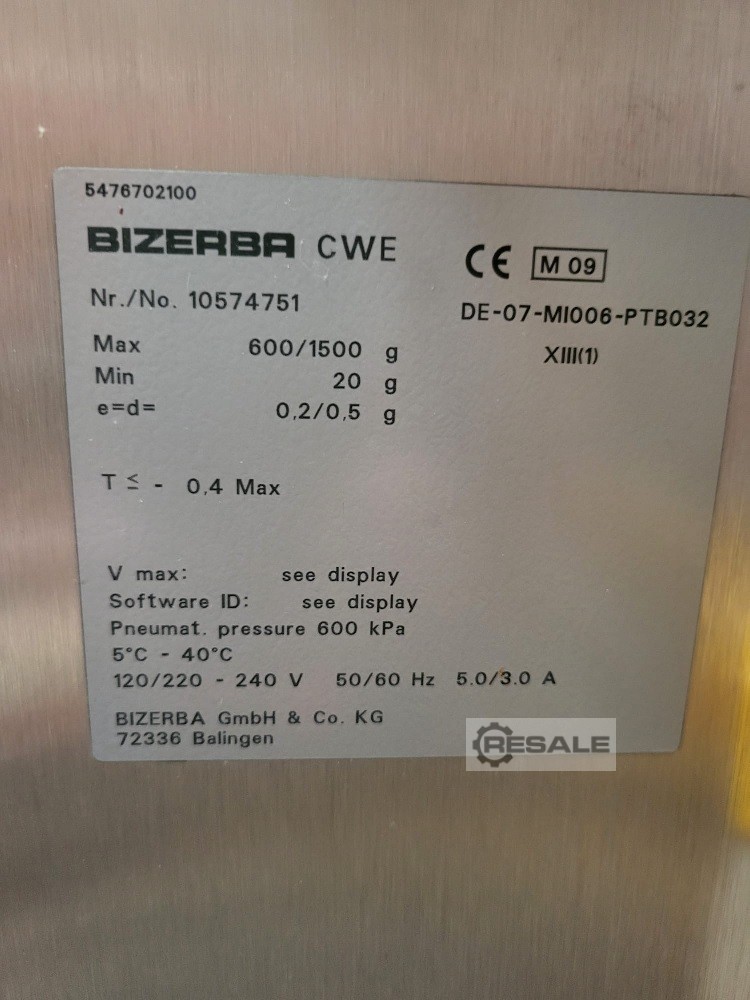 5476702100
BIZERBA CWE
CE M 09
Nr./No. 10574751
DE-07-MI006-PTB032
Max 600/1500 g
XIII(1)
Min 20 g
e=d= 0,2/0,5 g
T ≤ - 0,4 Max
V max: see display
Software ID: see display
Pneumat. pressure 600 kPa
5°C - 40°C
120/220 - 240 V 50/60 Hz 5.0/3.0 A
BIZERBA GmbH & Co. KG
72336 Balingen
RESALE